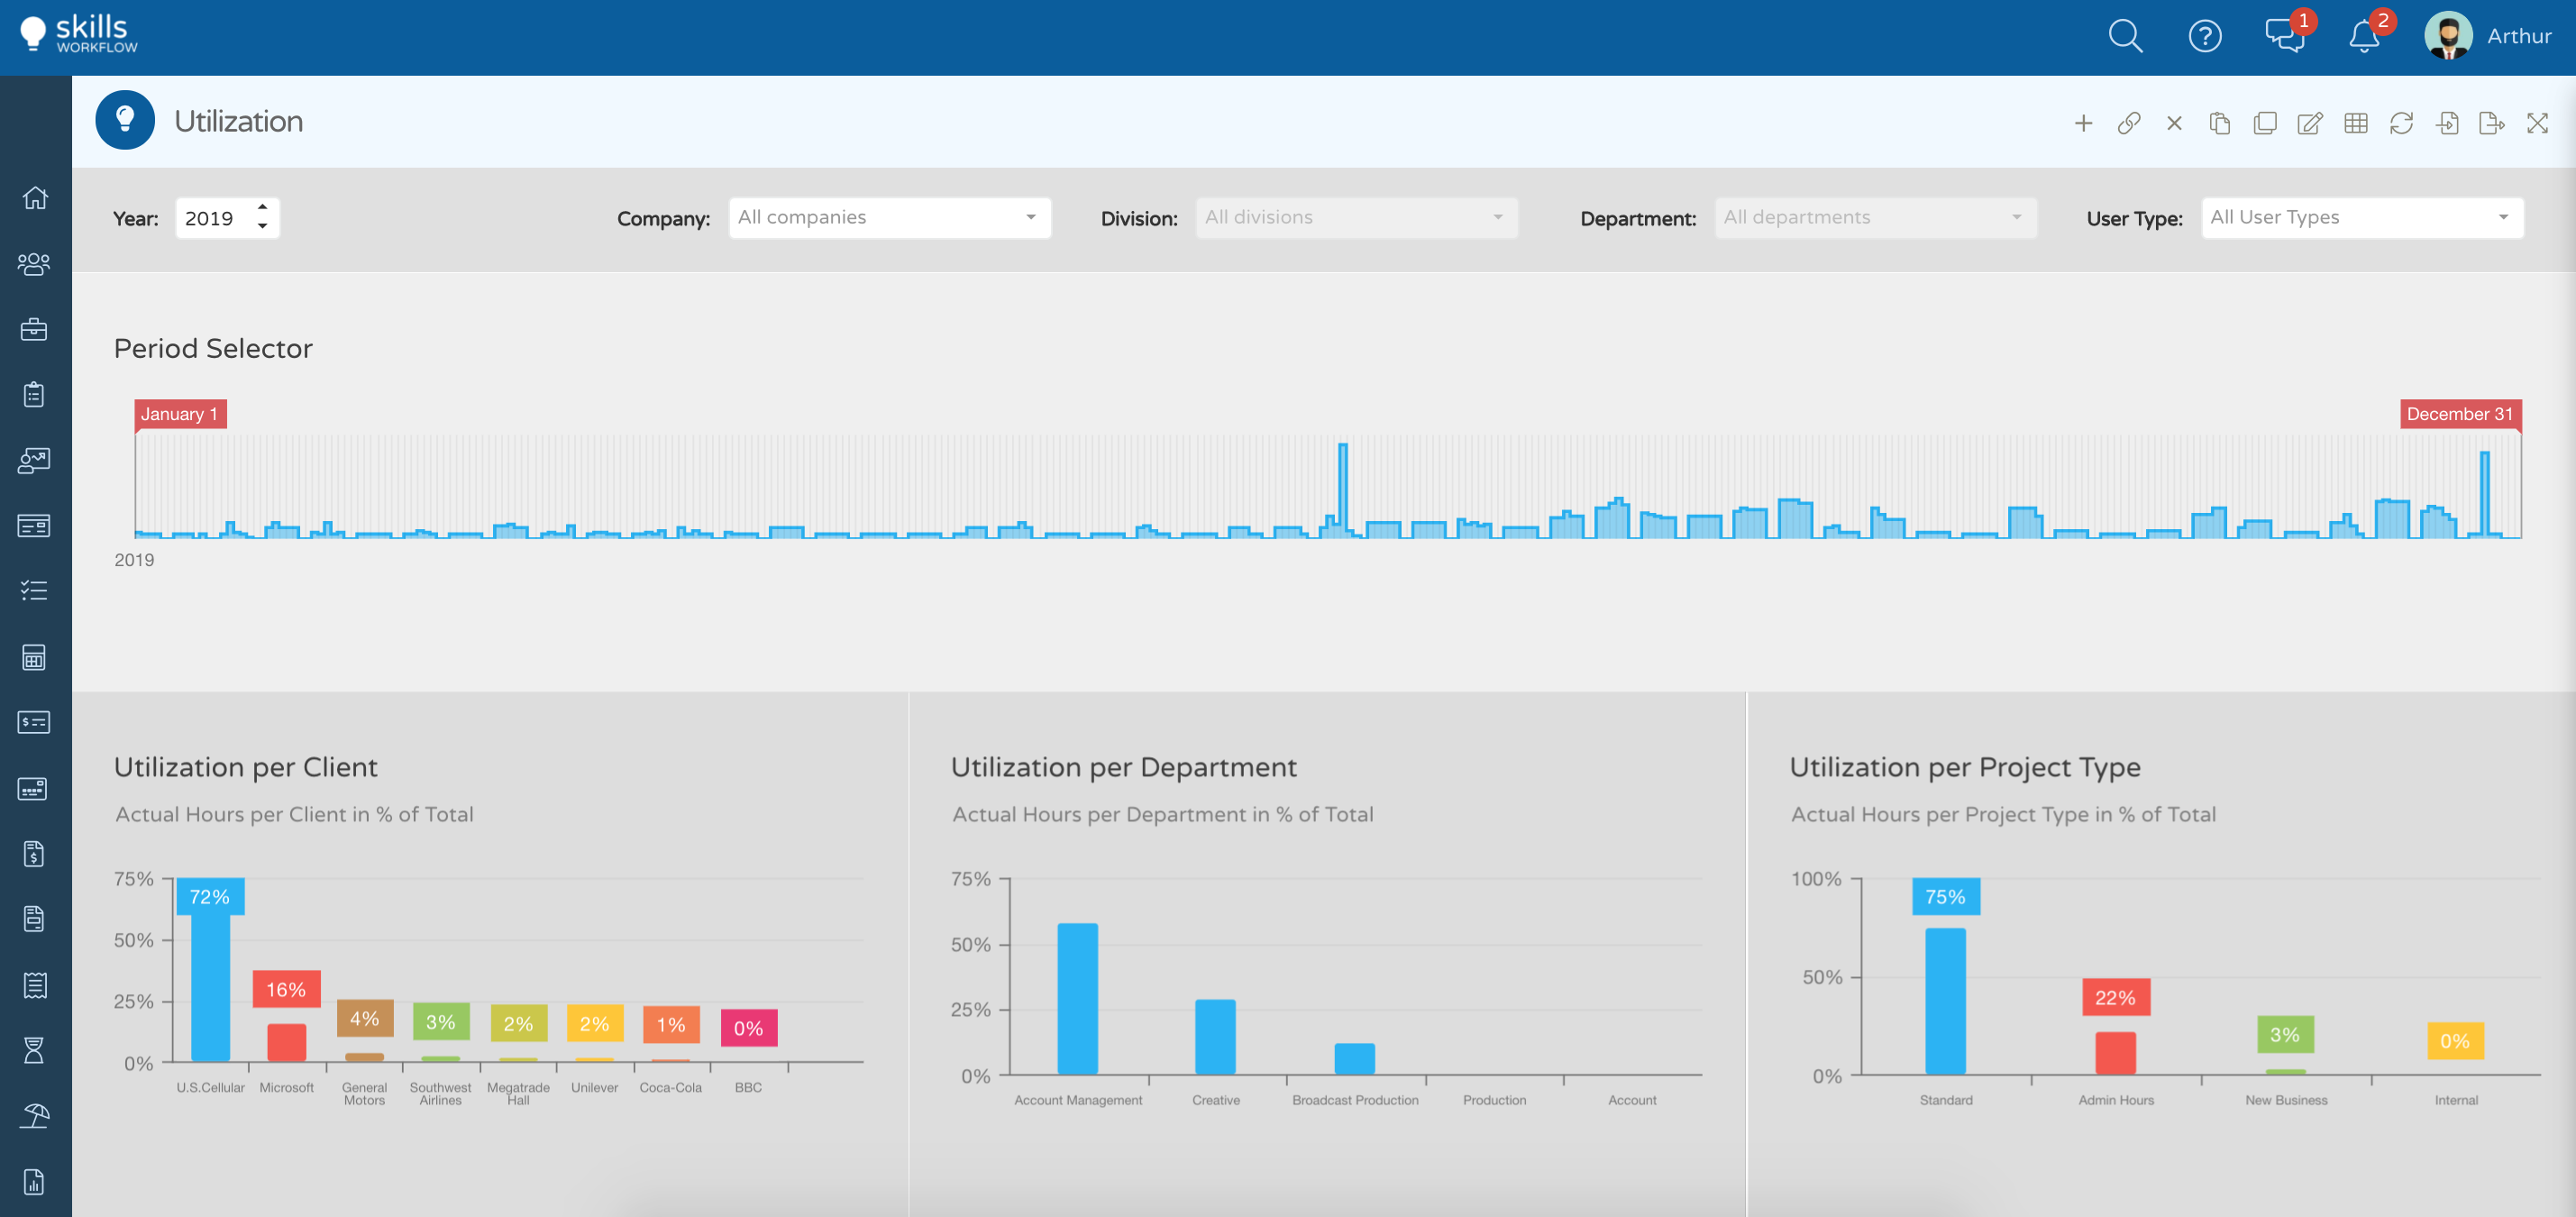 skills
WORKFLOW
1
2
Arthur
Utilization
Year: 2019 Company: All companies Division: All divisions Department: All departments User Type: All User Types
Period Selector
January 1 December 31
2019
Utilization per Client
Actual Hours per Client in % of Total
75%
50%
25%
0%
72% 16% 4% 3% 2% 2% 1% 0%
U.S.Cellular Microsoft General Motors Southwest Airlines Megatrade Hall Unilever Coca-Cola BBC
Utilization per Department
Actual Hours per Department in % of Total
75%
50%
25%
0%
Account Management Creative Broadcast Production Production Account
Utilization per Project Type
Actual Hours per Project Type in % of Total
100%
50%
0%
75% 22% 3% 0%
Standard Admin Hours New Business Internal